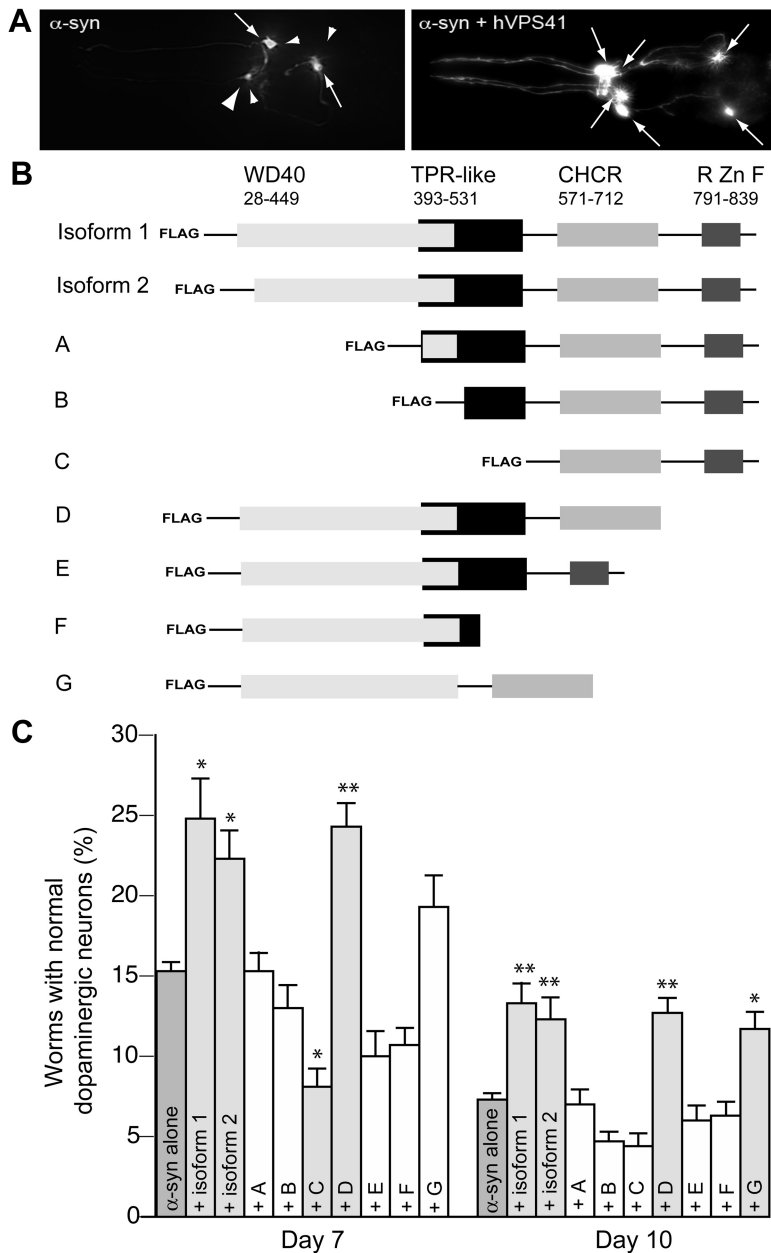 A
α-syn
α-syn + hVPS41
B
WD40
TPR-like
CHCR
R Zn F
28-449
393-531
571-712
791-839
Isoform 1
FLAG
Isoform 2
FLAG
A
FLAG
B
FLAG
C
FLAG
D
FLAG
E
FLAG
F
FLAG
G
FLAG
C
Worms with normal
dopaminergic neurons (%)
30
25
20
15
10
5
0
*
*
*
**
**
**
**
*
α-syn alone
+ isoform 1
+ isoform 2
+ A
+ B
+ C
+ D
+ E
+ F
+ G
α-syn alone
+ isoform 1
+ isoform 2
+ A
+ B
+ C
+ D
+ E
+ F
+ G
Day 7
Day 10